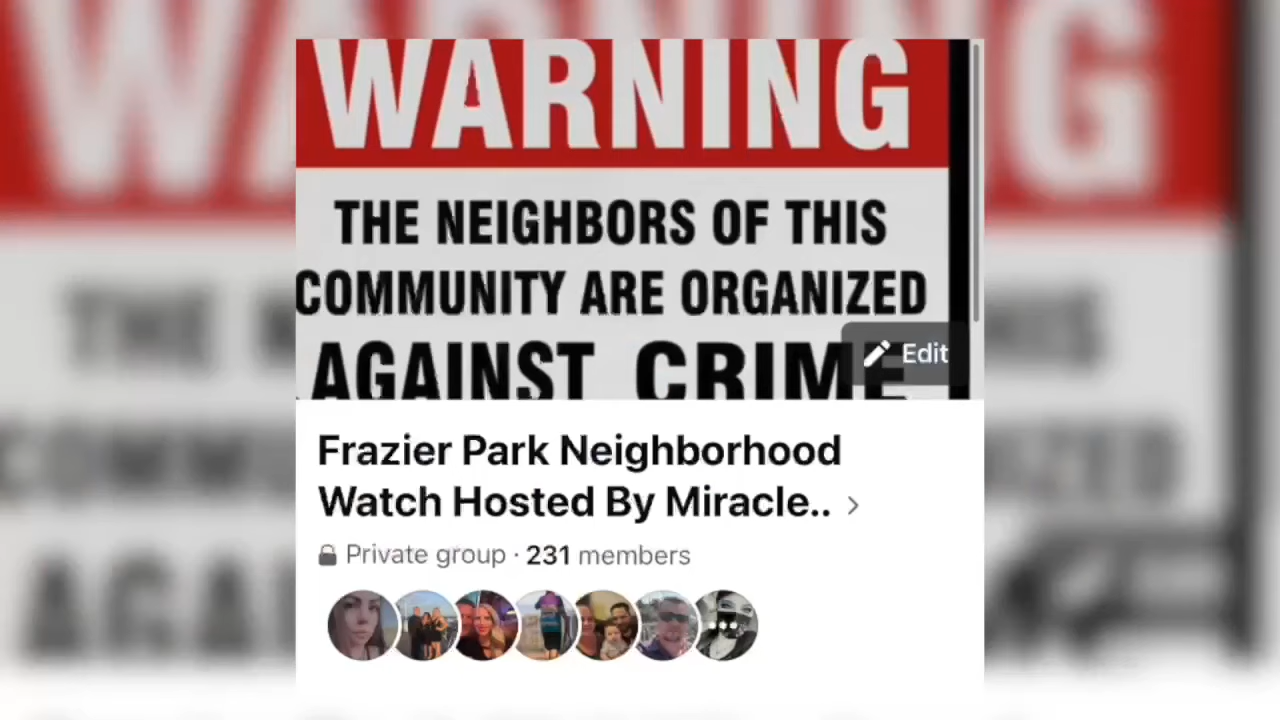 WARNING
THE NEIGHBORS OF THIS
COMMUNITY ARE ORGANIZED
AGAINST CRIME
Edit
Frazier Park Neighborhood
Watch Hosted By Miracle.. >
Private group · 231 members